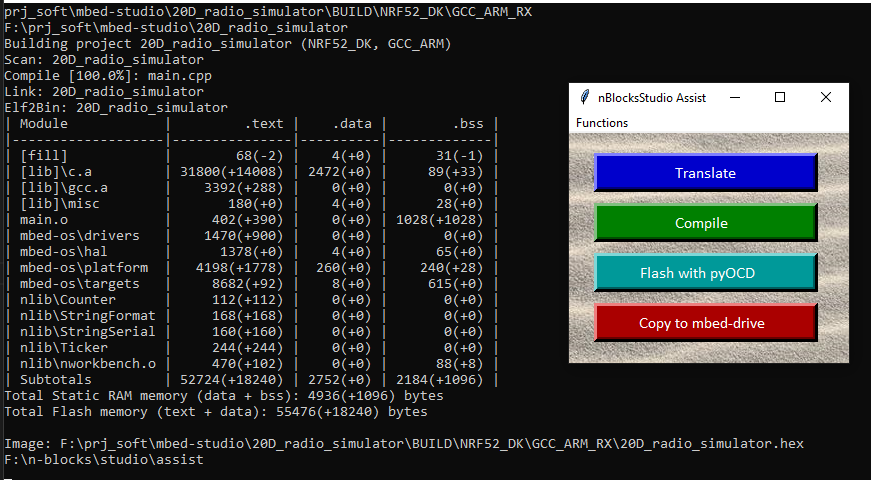 prj_soft\mbed-studio\20D_radio_simulator\BUILD\NRF52_DK\GCC_ARM_RX
F:\prj_soft\mbed-studio\20D_radio_simulator
Building project 20D_radio_simulator (NRF52_DK, GCC_ARM)
Scan: 20D_radio_simulator
Compile [100.0%]: main.cpp
Link: 20D_radio_simulator
Elf2Bin: 20D_radio_simulator
| Module            |         .text |    .data |        .bss |
|-------------------|---------------|----------|-------------|
| [fill]            |        68(-2) |    4(+0) |      31(-1) |
| [lib]\c.a         | 31800(+14008) | 2472(+0) |     89(+33) |
| [lib]\gcc.a       |    3392(+288) |    0(+0) |       0(+0) |
| [lib]\misc        |       180(+0) |    4(+0) |      28(+0) |
| main.o            |     402(+390) |    0(+0) | 1028(+1028) |
| mbed-os\drivers   |    1470(+900) |    0(+0) |       0(+0) |
| mbed-os\hal       |      1378(+0) |    4(+0) |      65(+0) |
| mbed-os\platform  |   4198(+1778) |  260(+0) |    240(+28) |
| mbed-os\targets   |     8682(+92) |    8(+0) |     615(+0) |
| nlib\Counter      |     112(+112) |    0(+0) |       0(+0) |
| nlib\StringFormat |     168(+168) |    0(+0) |       0(+0) |
| nlib\StringSerial |     160(+160) |    0(+0) |       0(+0) |
| nlib\Ticker       |     244(+244) |    0(+0) |       0(+0) |
| nlib\nworkbench.o |     470(+102) |    0(+0) |      88(+8) |
| Subtotals         | 52724(+18240) | 2752(+0) | 2184(+1096) |
Total Static RAM memory (data + bss): 4936(+1096) bytes
Total Flash memory (text + data): 55476(+18240) bytes
Image: F:\prj_soft\mbed-studio\20D_radio_simulator\BUILD\NRF52_DK\GCC_ARM_RX\20D_radio_simulator.hex
F:\n-blocks\studio\assist
nBlocksStudio Assist
Functions
Translate
Compile
Flash with pyOCD
Copy to mbed-drive